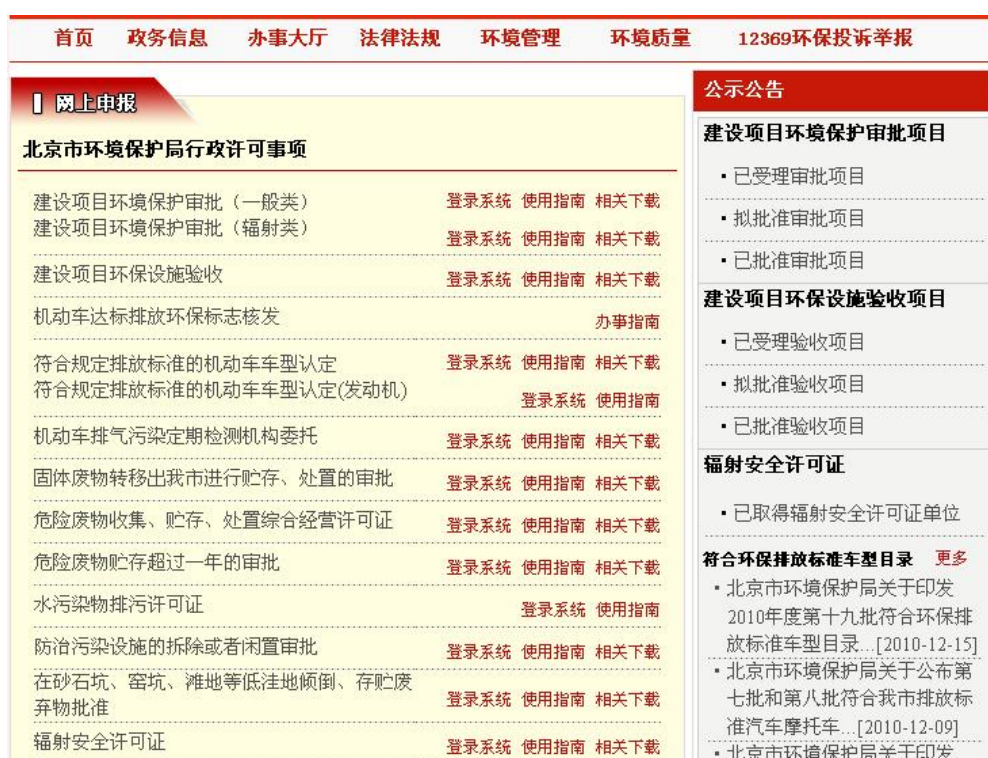 首页 政务信息 办事大厅 法律法规 环境管理 环境质量 12369环保投诉举报
网上申报
北京市环境保护局行政许可事项
建设项目环境保护审批（一般类） 登录系统 使用指南 相关下载
建设项目环境保护审批（辐射类） 登录系统 使用指南 相关下载
建设项目环保设施验收 登录系统 使用指南 相关下载
机动车达标排放环保标志核发 办事指南
符合规定排放标准的机动车车型认定 登录系统 使用指南 相关下载
符合规定排放标准的机动车车型认定(发动机) 登录系统 使用指南
机动车排气污染定期检测机构委托 登录系统 使用指南 相关下载
固体废物转移出我市进行贮存、处置的审批 登录系统 使用指南 相关下载
危险废物收集、贮存、处置综合经营许可证 登录系统 使用指南 相关下载
危险废物贮存超过一年的审批 登录系统 使用指南 相关下载
水污染物排污许可证 登录系统 使用指南
防治污染设施的拆除或者闲置审批 登录系统 使用指南 相关下载
在砂石坑、窑坑、滩地等低洼地倾倒、存贮废
弃物批准 登录系统 使用指南 相关下载
辐射安全许可证 登录系统 使用指南 相关下载
公示公告
建设项目环境保护审批项目
已受理审批项目
拟批准审批项目
已批准审批项目
建设项目环保设施验收项目
已受理验收项目
拟批准验收项目
已批准验收项目
辐射安全许可证
已取得辐射安全许可证单位
符合环保排放标准车型目录 更多
北京市环境保护局关于印发
2010年度第十九批符合环保排
放标准车型目录...[2010-12-15]
北京市环境保护局关于公布第
七批和第八批符合我市排放标
准汽车摩托车...[2010-12-09]
北京市环境保护局关于印发